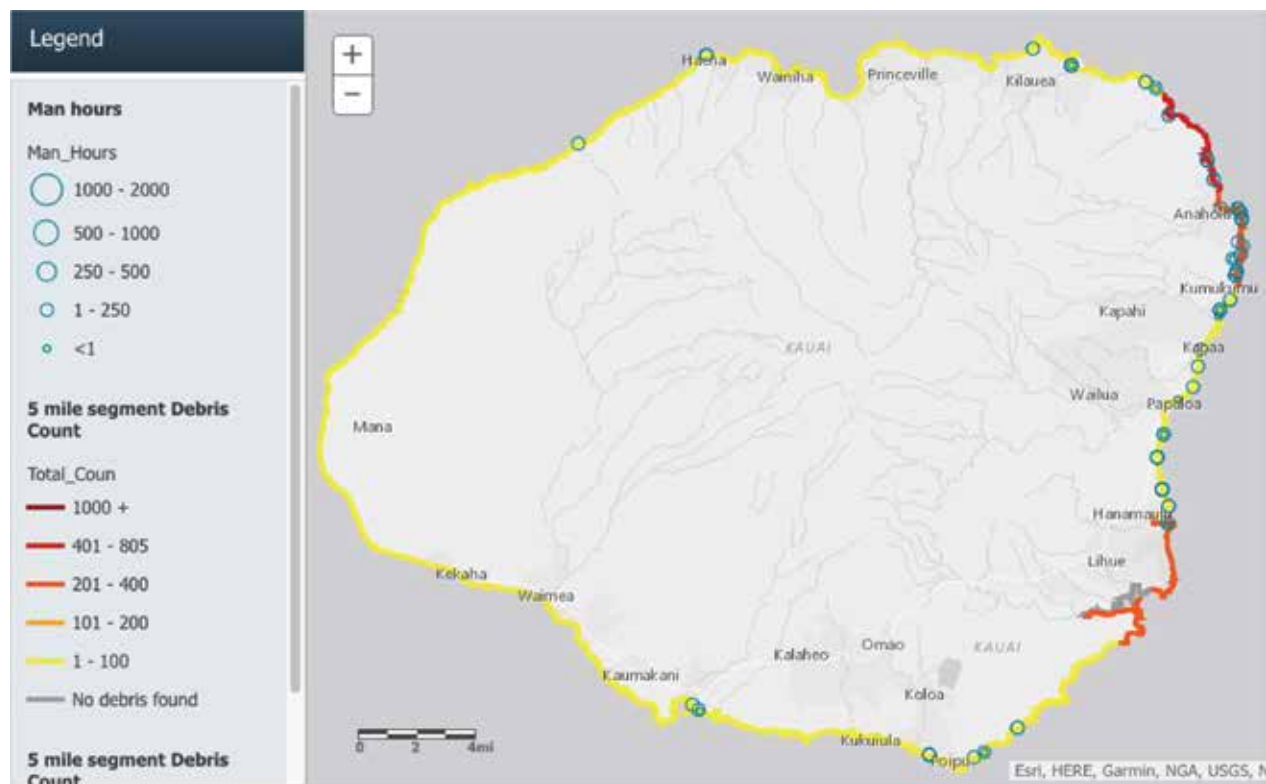 Legend
Man hours
Man_Hours
1000 - 2000
500 - 1000
250 - 500
1 - 250
<1
5 mile segment Debris
Count
Total_Coun
1000 +
401 - 805
201 - 400
101 - 200
1 - 100
No debris found
5 mile segment Debris
Count
+
−
Haena
Wainiha
Princeville
Kilauea
Anahola
Kumukumu
Kapahi
KAUAI
Kapaa
Wailua
Papaloa
Mana
Hanamaulu
Lihue
Kekaha
Waimea
Omao
KAUAI
Kalaheo
Kaumakani
Koloa
Kukuiula
Poipu
0 2 4mi
Esri, HERE, Garmin, NGA, USGS, N